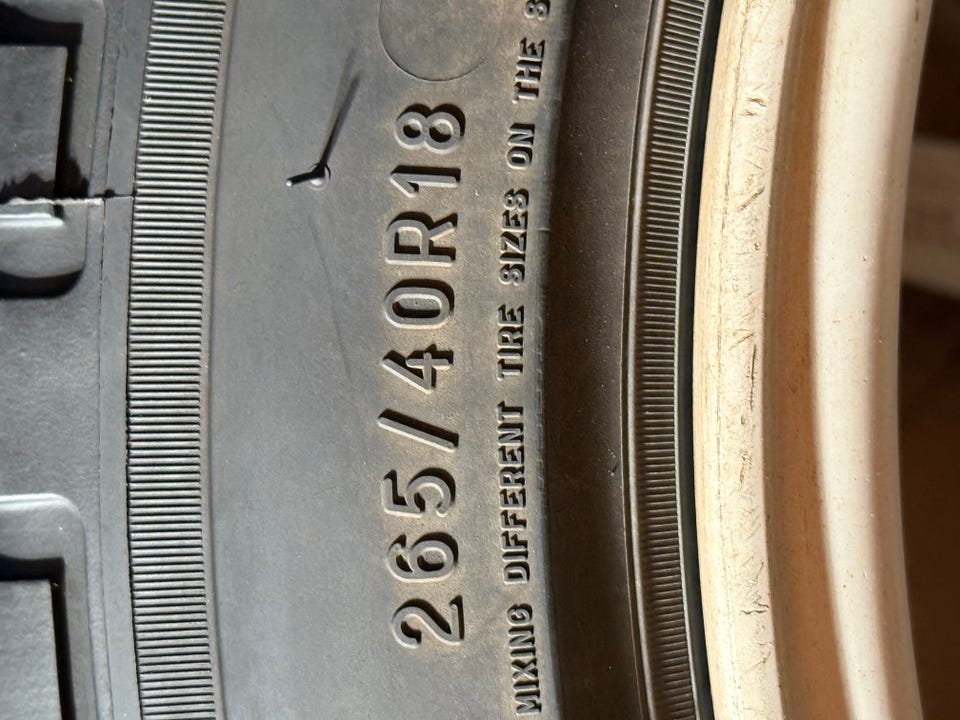 265/40R18
MIXING DIFFERENT TIRE SIZES ON THE